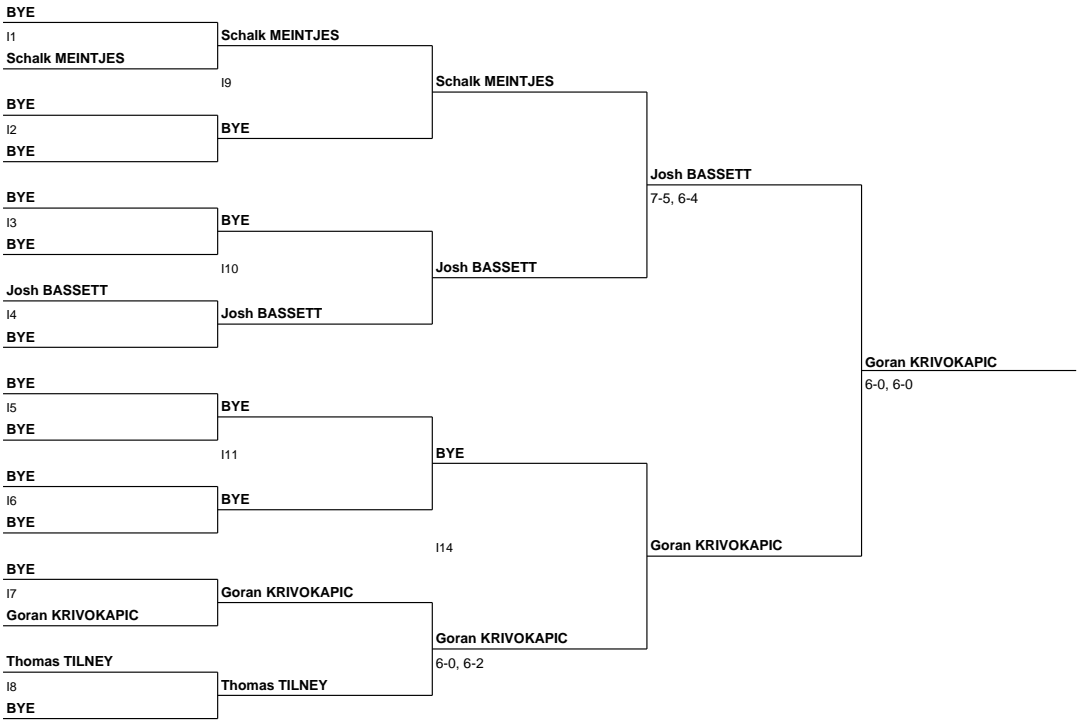 BYE
I1
Schalk MEINTJES
Schalk MEINTJES
I9
Schalk MEINTJES
BYE
I2
BYE
BYE
Josh BASSETT
7-5, 6-4
BYE
I3
BYE
BYE
I10
Josh BASSETT
Josh BASSETT
I4
BYE
Josh BASSETT
Goran KRIVOKAPIC
6-0, 6-0
BYE
I5
BYE
BYE
I11
BYE
BYE
I6
BYE
BYE
I14
Goran KRIVOKAPIC
BYE
I7
Goran KRIVOKAPIC
Goran KRIVOKAPIC
Goran KRIVOKAPIC
6-0, 6-2
Thomas TILNEY
I8
BYE
Thomas TILNEY